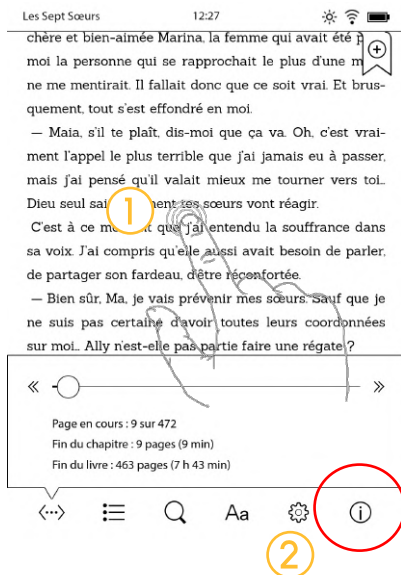 Les Sept Sœurs 12:27
chère et bien-aimée Marina, la femme qui avait été
moi la personne qui se rapprochait le plus d'une
ne me mentirait. Il fallait donc que ce soit vrai. Et brus-
quement, tout s'est effondré en moi.
— Maia, s'il te plaît, dis-moi que ça va. Oh, c'est vrai-
ment l'appel le plus terrible que j'ai jamais eu à passer,
mais j'ai pensé qu'il valait mieux me tourner vers toi...
Dieu seul sait sœurs vont réagir.
1
C'est à ce que j'ai entendu la souffrance dans
sa voix. J'ai compris qu'elle aussi avait besoin de parler,
de partager son fardeau, d'être réconfortée.
— Bien sûr, Ma, je vais prévenir mes sœurs. Sauf que je
ne suis pas certaine d'avoir toutes leurs coordonnées
sur moi... Ally n'est-elle pas partie faire une régate ?
Page en cours : 9 sur 472
Fin du chapitre : 9 pages (9 min)
Fin du livre : 463 pages (7 h 43 min)
Aa
2